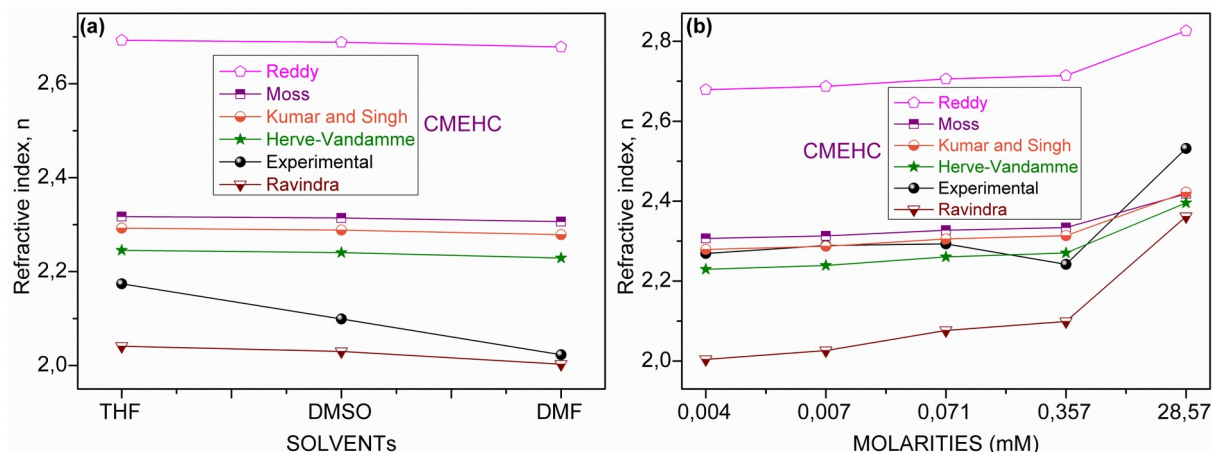 (a)
Refractive index, n
2,6
2,4
2,2
2,0
Reddy
Moss
Kumar and Singh
Herve-Vandamme
Experimental
Ravindra
CMEHC
THF DMSO DMF
SOLVENTs
(b)
Refractive index, n
2,8
2,6
2,4
2,2
2,0
Reddy
Moss
Kumar and Singh
Herve-Vandamme
Experimental
Ravindra
CMEHC
0,004 0,007 0,071 0,357 28,57
MOLARITIES (mM)